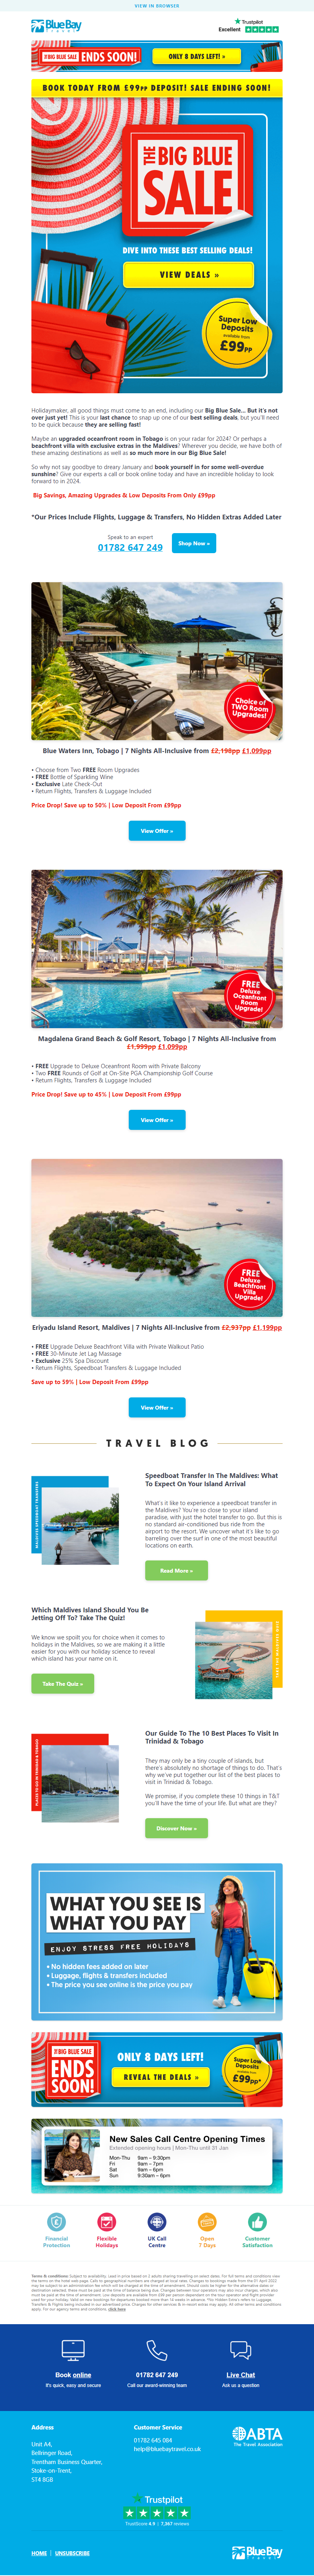 VIEW IN BROWSER
BlueBay
TRAVEL
Trustpilot
Excellent
THE BIG BLUE SALE ENDS SOON!
ONLY 8 DAYS LEFT! »
BOOK TODAY FROM £99PP DEPOSIT! SALE ENDING SOON!
THE BIG BLUE SALE
DIVE INTO THESE BEST SELLING DEALS!
VIEW DEALS »
Super Low
Deposits
available from
£99PP
Holidaymaker, all good things must come to an end, including our Big Blue Sale... But it's not
over just yet! This is your last chance to snap up one of our best selling deals, but you'll need
to be quick because they are selling fast!
Maybe an upgraded oceanfront room in Tobago is on your radar for 2024? Or perhaps a
beachfront villa with exclusive extras in the Maldives? Wherever you decide, we have both of
these amazing destinations as well as so much more in our Big Blue Sale!
So why not say goodbye to dreary January and book yourself in for some well-overdue
sunshine? Give our experts a call or book online today and have an incredible holiday to look
forward to in 2024.
Big Savings, Amazing Upgrades & Low Deposits From Only £99pp
*Our Prices Include Flights, Luggage & Transfers, No Hidden Extras Added Later
Speak to an expert
01782 647 249
Shop Now »
Choice of
TWO Room
Upgrades!
Blue Waters Inn, Tobago | 7 Nights All-Inclusive from £2,198pp £1,099pp
• Choose from Two FREE Room Upgrades
• FREE Bottle of Sparkling Wine
• Exclusive Late Check-Out
• Return Flights, Transfers & Luggage Included
Price Drop! Save up to 50% | Low Deposit From £99pp
View Offer »
FREE
Deluxe
Oceanfront
Room
Upgrade!
Magdalena Grand Beach & Golf Resort, Tobago | 7 Nights All-Inclusive from
£1,999pp £1,099pp
• FREE Upgrade to Deluxe Oceanfront Room with Private Balcony
• Two FREE Rounds of Golf at On-Site PGA Championship Golf Course
• Return Flights, Transfers & Luggage Included
Price Drop! Save up to 45% | Low Deposit From £99pp
View Offer »
FREE
Deluxe
Beachfront
Villa
Upgrade!
Eriyadu Island Resort, Maldives | 7 Nights All-Inclusive from £2,937pp £1,199pp
• FREE Upgrade Deluxe Beachfront Villa with Private Walkout Patio
• FREE 30-Minute Jet Lag Massage
• Exclusive 25% Spa Discount
• Return Flights, Speedboat Transfers & Luggage Included
Save up to 59% | Low Deposit From £99pp
View Offer »
TRAVEL BLOG
MALDIVES SPEEDBOAT TRANSFERS
Speedboat Transfer In The Maldives: What
To Expect On Your Island Arrival
What's it like to experience a speedboat transfer in
the Maldives? You're so close to your island
paradise, with just the hotel transfer to go. But this is
no standard air-conditioned bus ride from the
airport to the resort. We uncover what it's like to go
barreling over the surf in one of the most beautiful
locations on earth.
Read More »
Which Maldives Island Should You Be
Jetting Off To? Take The Quiz!
We know we spoilt you for choice when it comes to
holidays in the Maldives, so we are making it a little
easier for you with our holiday science to reveal
which island has your name on it.
Take The Quiz »
PLACES TO GO IN TRINIDAD & TOBAGO
Our Guide To The 10 Best Places To Visit In
Trinidad & Tobago
They may only be a tiny couple of islands, but
there's absolutely no shortage of things to do. That's
why we've put together our list of the best places to
visit in Trinidad & Tobago.
We promise, if you complete these 10 things in T&T
you'll have the time of your life. But what are they?
Discover Now »
WHAT YOU SEE IS
WHAT YOU PAY
ENJOY STRESS FREE HOLIDAYS
• No hidden fees added on later
• Luggage, flights & transfers included
• The price you see online is the price you pay
THE BIG BLUE SALE
ENDS
SOON!
ONLY 8 DAYS LEFT!
REVEAL THE DEALS »
Super Low
Deposits
available from
£99PP*
New Sales Call Centre Opening Times
Extended opening hours | Mon-Thu until 31 Jan
Mon-Thu 9am – 9:30pm
Fri 9am – 7pm
Sat 9am – 6pm
Sun 9:30am – 6pm
Financial
Protection
Flexible
Holidays
UK Call
Centre
Open
7 Days
Customer
Satisfaction
Book online
It's quick, easy and secure
01782 647 249
Call our award-winning team
Live Chat
Ask us a question
Address
Unit A4,
Bellringer Road,
Trentham Business Quarter,
Stoke-on-Trent,
ST4 8GB
Customer Service
01782 645 084
help@bluebaytravel.co.uk
ABTA
The Travel Association
Trustpilot
TrustScore 4.9 | 7,367 reviews
HOME | UNSUBSCRIBE
BlueBay
TRAVEL